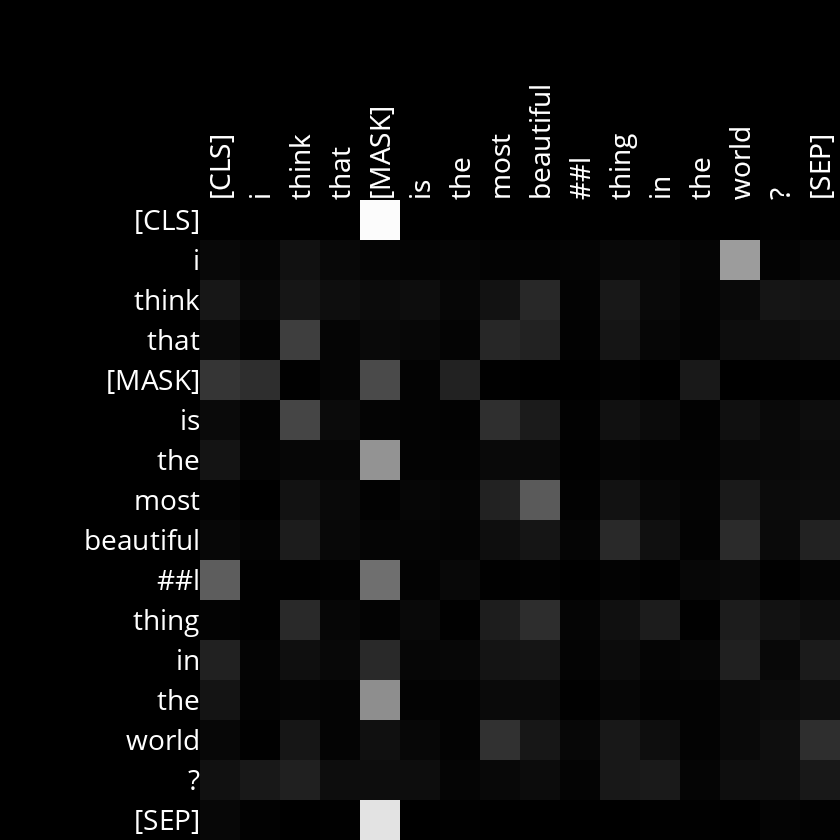 [CLS] i think that [MASK] is the most beautiful ##l thing in the world ? [SEP]
[CLS]
i
think
that
[MASK]
is
the
most
beautiful
##l
thing
in
the
world
?
[SEP]